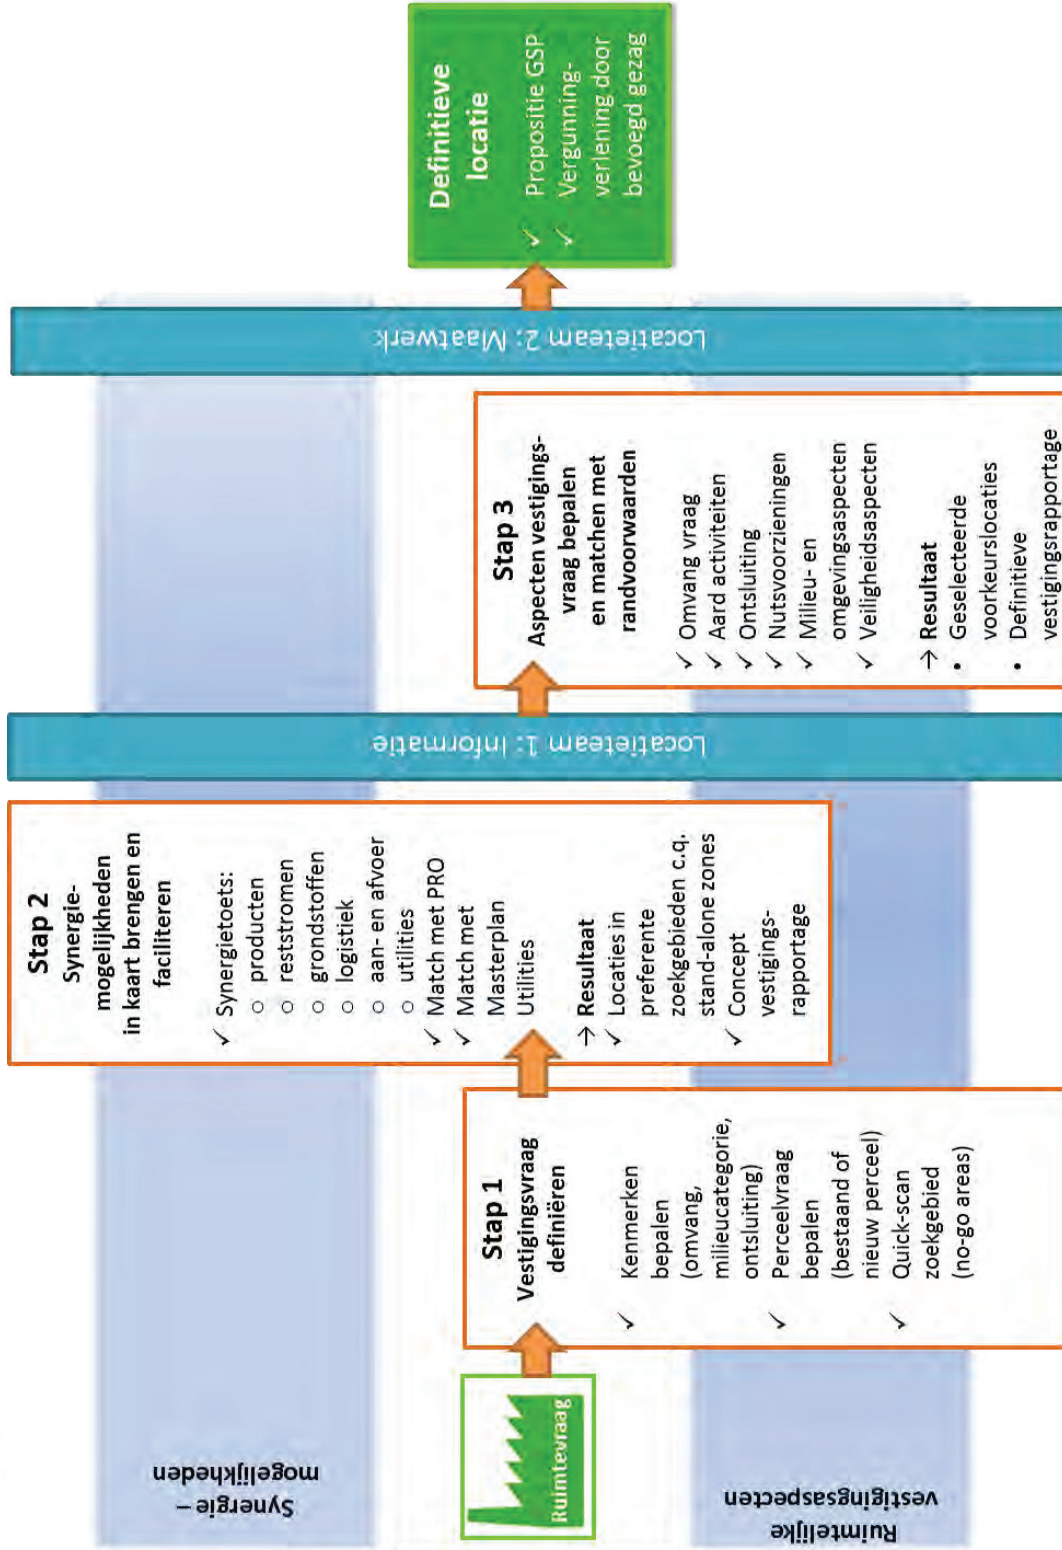 Synergie –
mogelijkheden
Ruimtelijke
vestigingsaspecten
Ruimtevraag
Stap 1
Vestigingsvraag
definiëren
✓ Kenmerken
bepalen
(omvang,
milieucategorie,
ontsluiting)
✓ Perceelvraag
bepalen
(bestaand of
nieuw perceel)
✓ Quick-scan
zoekgebied
(no-go areas)
Stap 2
Synergie-
mogelijkheden
in kaart brengen en
faciliteren
✓ Synergietoets:
○ producten
○ reststromen
○ grondstoffen
○ logistiek
○ aan- en afvoer
○ utilities
✓ Match met PRO
✓ Match met
Masterplan
Utilities
→ Resultaat
✓ Locaties in
preferente
zoekgebieden c.q.
stand-alone zones
✓ Concept
vestigings-
rapportage
Locatieteam 1: Informatie
Stap 3
Aspecten vestigings-
vraag bepalen
en matchen met
randvoorwaarden
✓ Omvang vraag
✓ Aard activiteiten
✓ Ontsluiting
✓ Nutsvoorzieningen
✓ Milieu- en
omgevingsaspecten
✓ Veiligheidsaspecten
→ Resultaat
• Geselecteerde
voorkeurslocaties
• Definitieve
vestigingsrapportage
Locatieteam 2: Maatwerk
Definitieve
locatie
✓ Propositie GSP
✓ Vergunning-
verlening door
bevoegd gezag